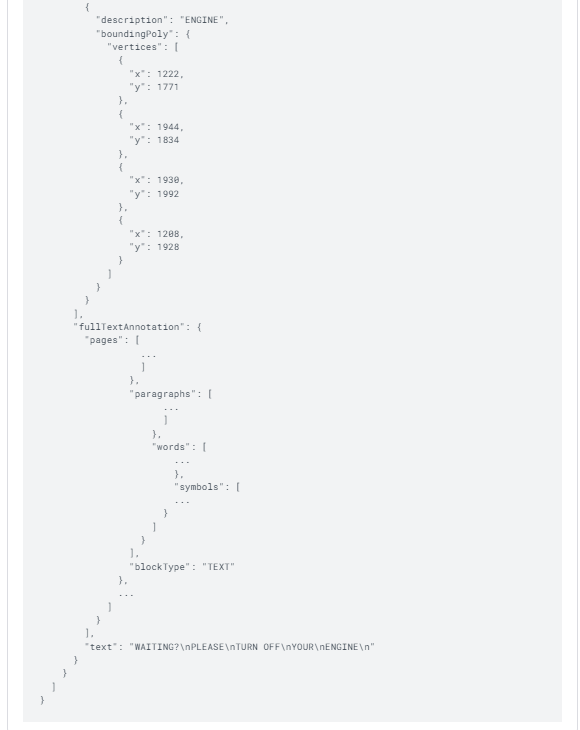 {
"description": "ENGINE",
"boundingPoly": {
"vertices": [
{
"x": 1222,
"y": 1771
},
{
"x": 1944,
"y": 1834
},
{
"x": 1930,
"y": 1992
},
{
"x": 1208,
"y": 1928
}
]
}
}
],
"fullTextAnnotation": {
"pages": [
...
]
},
"paragraphs": [
...
]
},
"words": [
...
},
"symbols": [
...
}
]
}
],
"blockType": "TEXT"
},
...
]
}
],
"text": "WAITING?\nPLEASE\nTURN OFF\nYOUR\nENGINE\n"
}
}
]
}